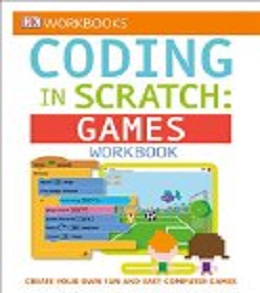 DK WORKBOOKS
CODING
IN SCRATCH:
GAMES
WORKBOOK
CREATE YOUR OWN FUN AND EASY COMPUTER GAMES